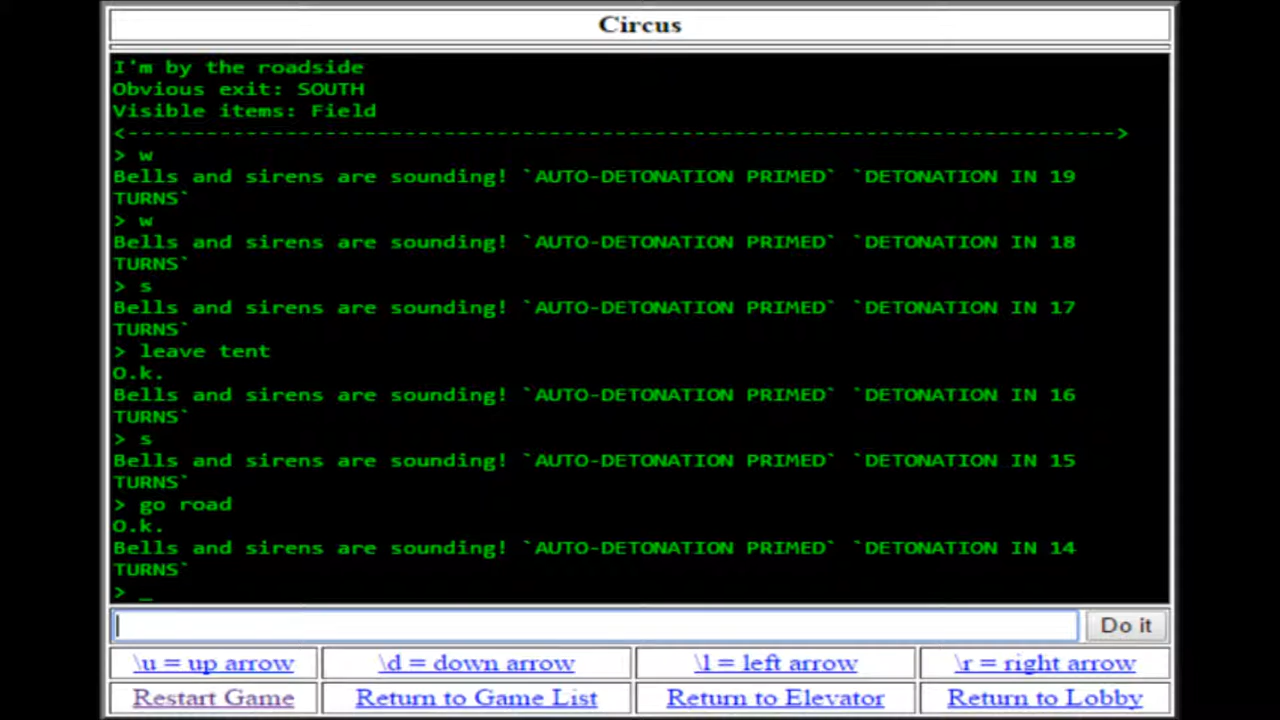 Circus
I'm by the roadside
Obvious exit: SOUTH
Visible items: Field
<--------------------------------------------------------------------------->
> w
Bells and sirens are sounding! `AUTO-DETONATION PRIMED` `DETONATION IN 19
TURNS`
> w
Bells and sirens are sounding! `AUTO-DETONATION PRIMED` `DETONATION IN 18
TURNS`
> s
Bells and sirens are sounding! `AUTO-DETONATION PRIMED` `DETONATION IN 17
TURNS`
> leave tent
O.k.
Bells and sirens are sounding! `AUTO-DETONATION PRIMED` `DETONATION IN 16
TURNS`
> s
Bells and sirens are sounding! `AUTO-DETONATION PRIMED` `DETONATION IN 15
TURNS`
> go road
O.k.
Bells and sirens are sounding! `AUTO-DETONATION PRIMED` `DETONATION IN 14
TURNS`
> _
Do it
\u = up arrow \d = down arrow \l = left arrow \r = right arrow
Restart Game Return to Game List Return to Elevator Return to Lobby